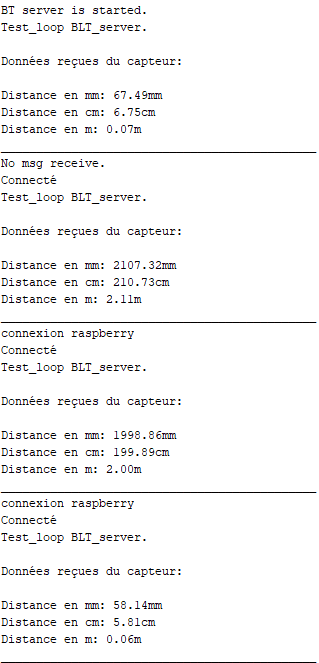 BT server is started.
Test_loop BLT_server.
Données reçues du capteur:
Distance en mm: 67.49mm
Distance en cm: 6.75cm
Distance en m: 0.07m
No msg receive.
Connecté
Test_loop BLT_server.
Données reçues du capteur:
Distance en mm: 2107.32mm
Distance en cm: 210.73cm
Distance en m: 2.11m
connexion raspberry
Connecté
Test_loop BLT_server.
Données reçues du capteur:
Distance en mm: 1998.86mm
Distance en cm: 199.89cm
Distance en m: 2.00m
connexion raspberry
Connecté
Test_loop BLT_server.
Données reçues du capteur:
Distance en mm: 58.14mm
Distance en cm: 5.81cm
Distance en m: 0.06m